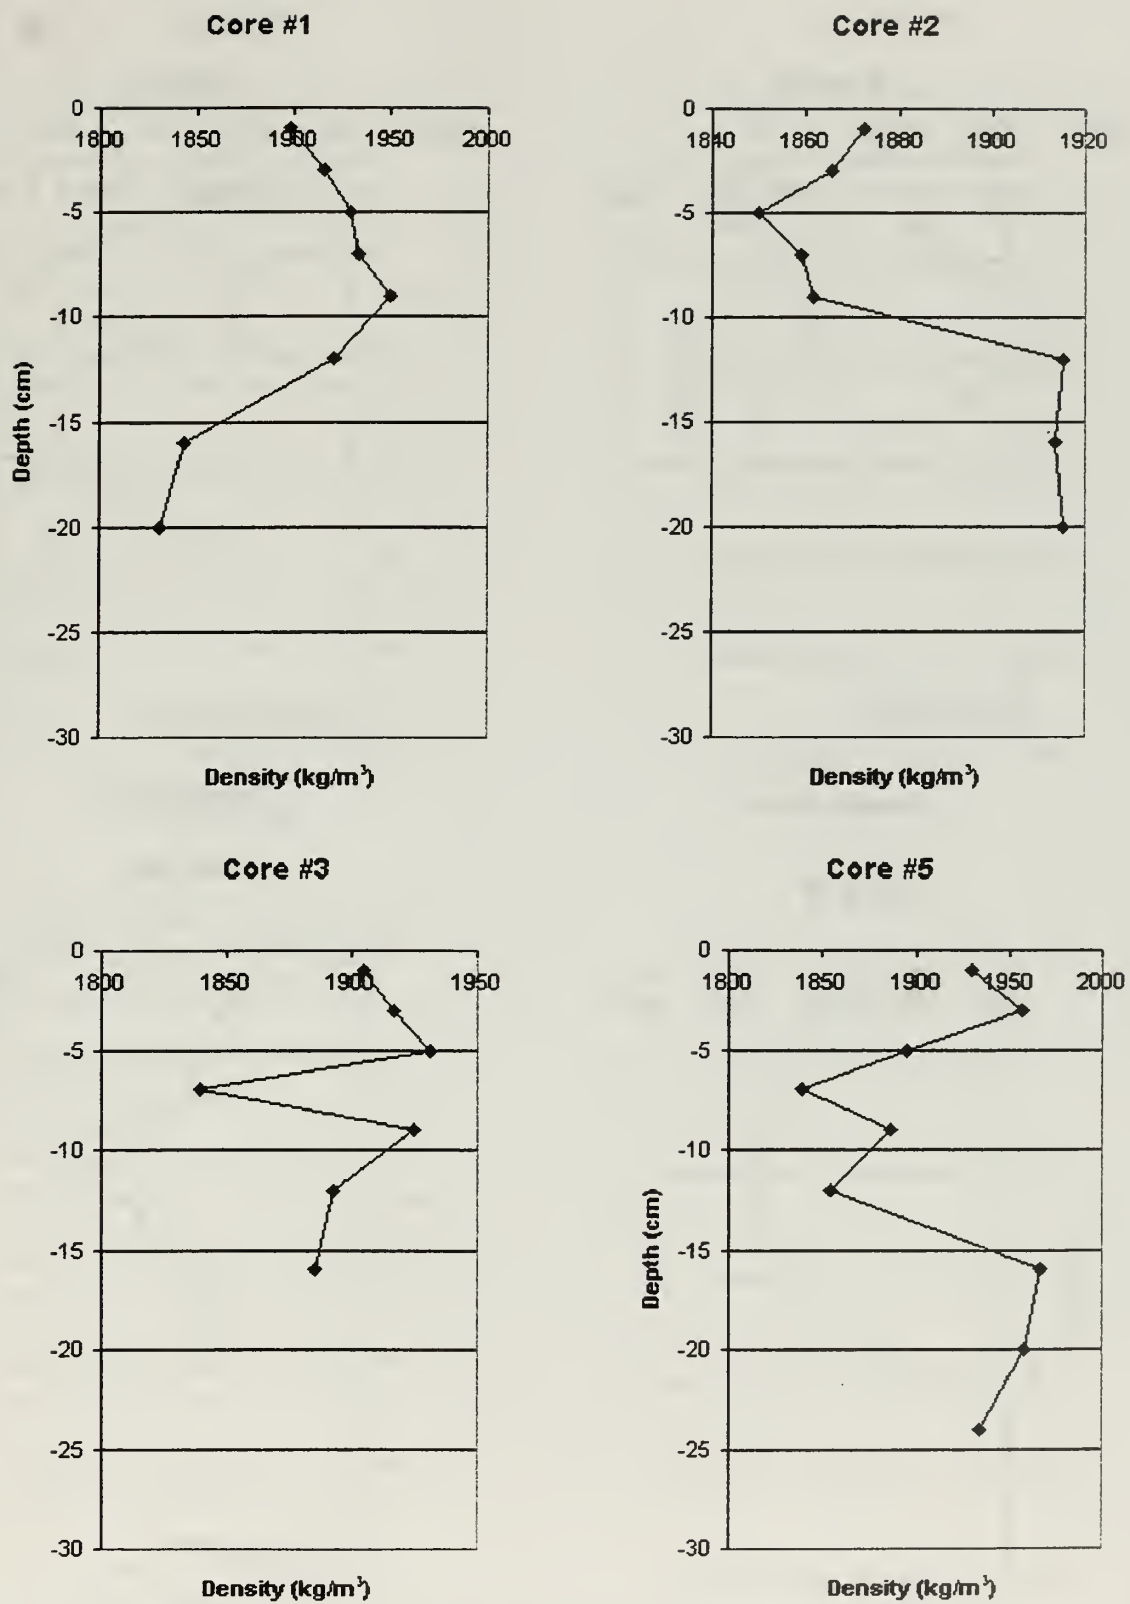 Core #1
0
1800 1850 1900 1950 2000
-5
-10
-15
-20
-25
-30
Depth (cm)
Density (kg/m³)
Core #2
0
1840 1860 1880 1900 1920
-5
-10
-15
-20
-25
-30
Density (kg/m³)
Core #3
0
1800 1850 1900 1950
-5
-10
-15
-20
-25
-30
Density (kg/m³)
Core #5
0
1800 1850 1900 1950 2000
-5
-10
-15
-20
-25
-30
Depth (cm)
Density (kg/m³)